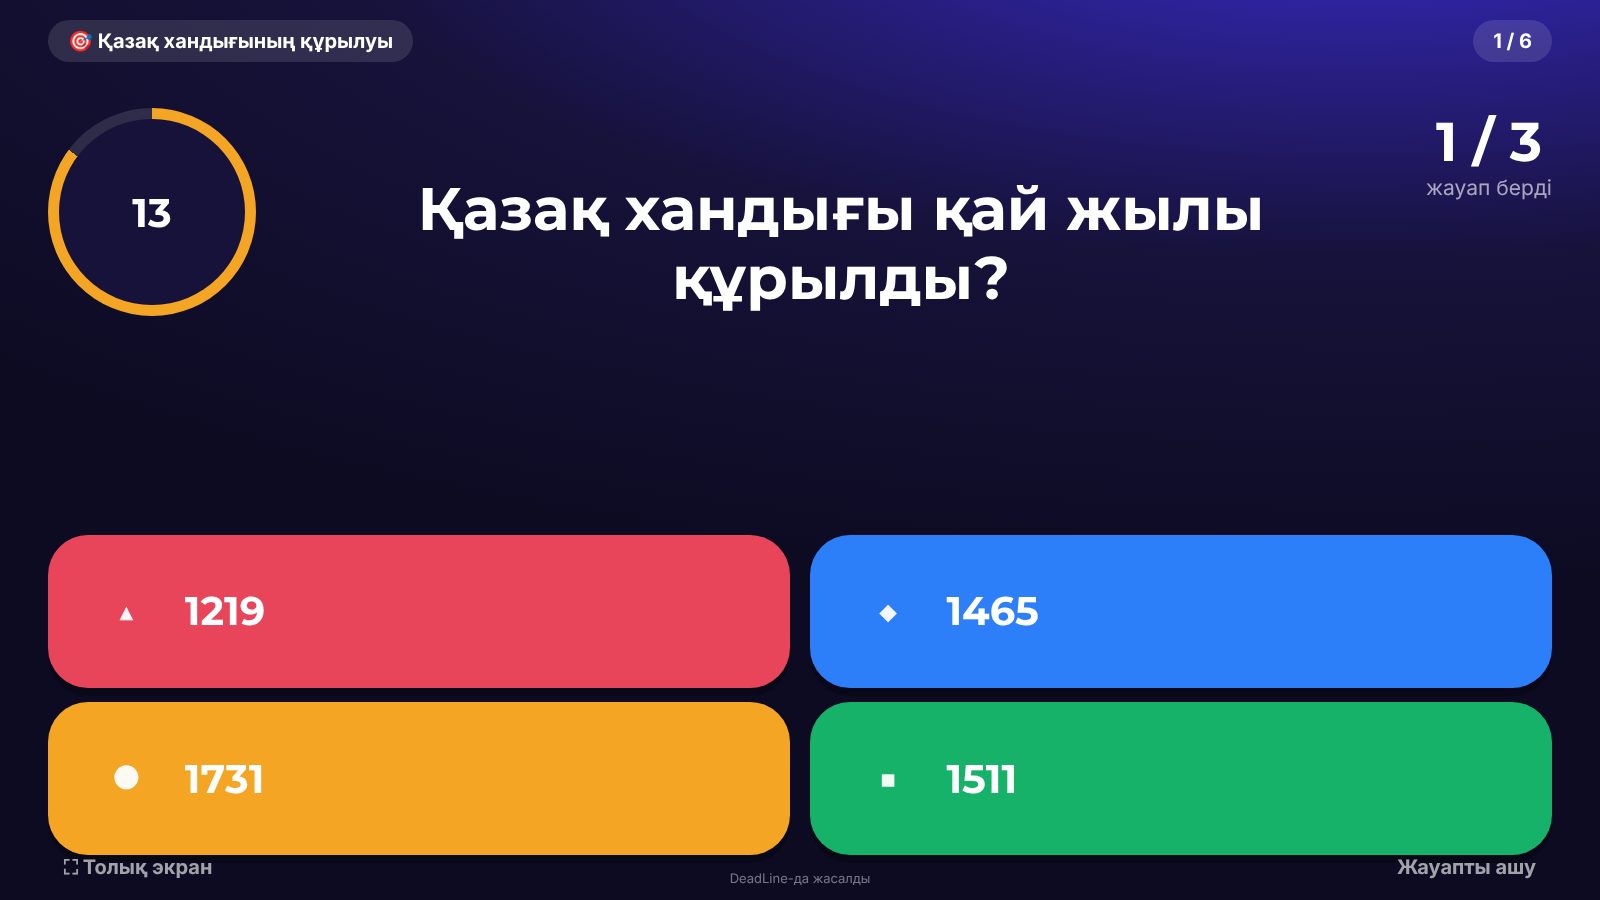 🎯 Қазақ хандығының құрылуы
1 / 6
13
1 / 3
жауап берді
Қазақ хандығы қай жылы
құрылды?
▲ 1219
◆ 1465
● 1731
■ 1511
⛶ Толық экран
DeadLine-да жасалды
Жауапты ашу